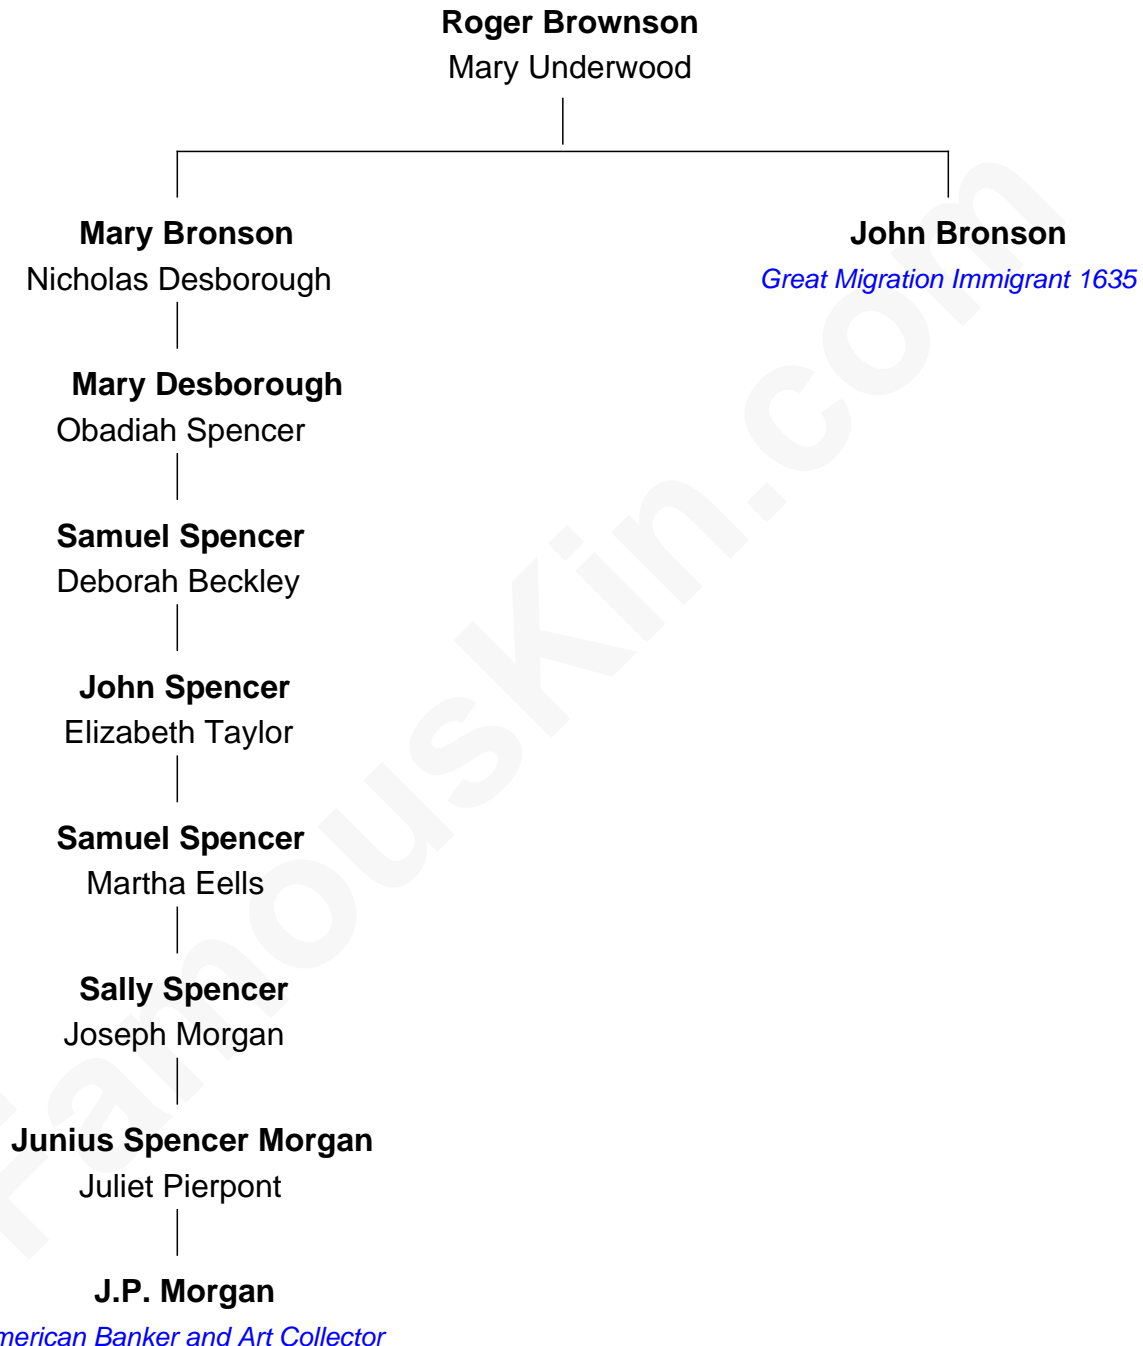 Roger Brownson
Mary Underwood
Mary Bronson
Nicholas Desborough
John Bronson
Great Migration Immigrant 1635
Mary Desborough
Obadiah Spencer
Samuel Spencer
Deborah Beckley
John Spencer
Elizabeth Taylor
Samuel Spencer
Martha Eells
Sally Spencer
Joseph Morgan
Junius Spencer Morgan
Juliet Pierpont
J.P. Morgan
merican Banker and Art Collector
FamousKin.com